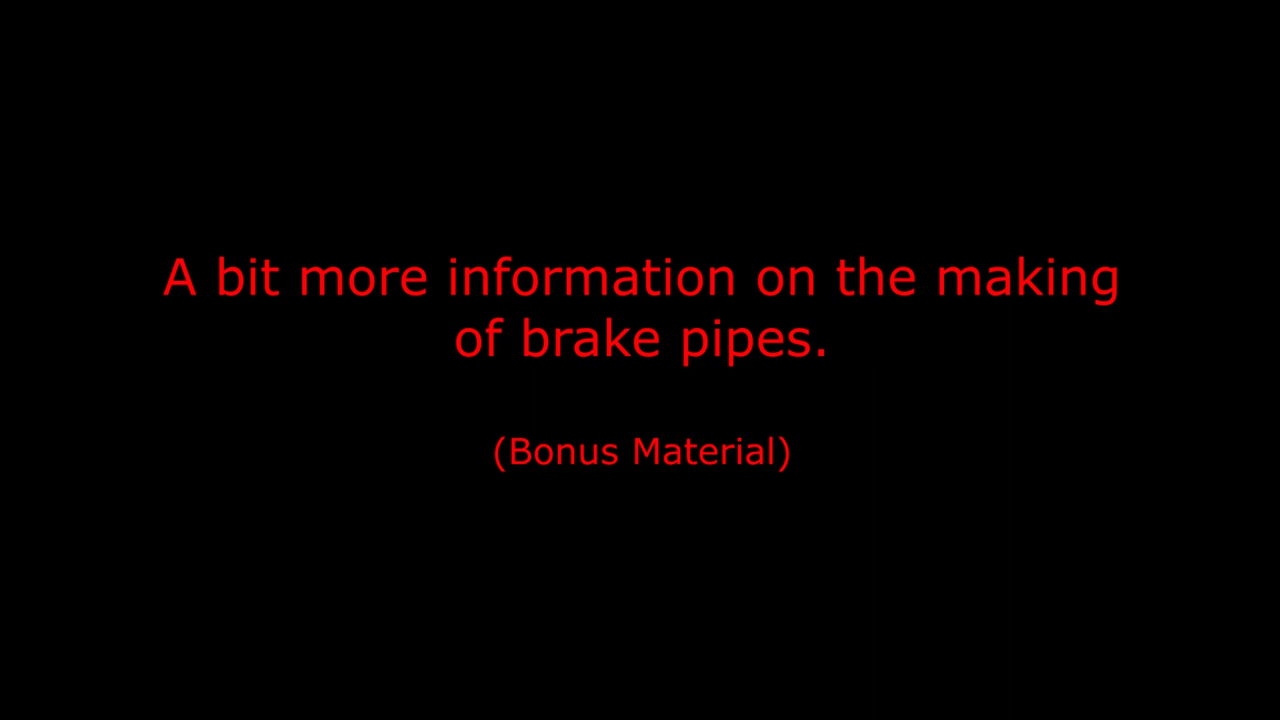 A bit more information on the making
of brake pipes.
(Bonus Material)